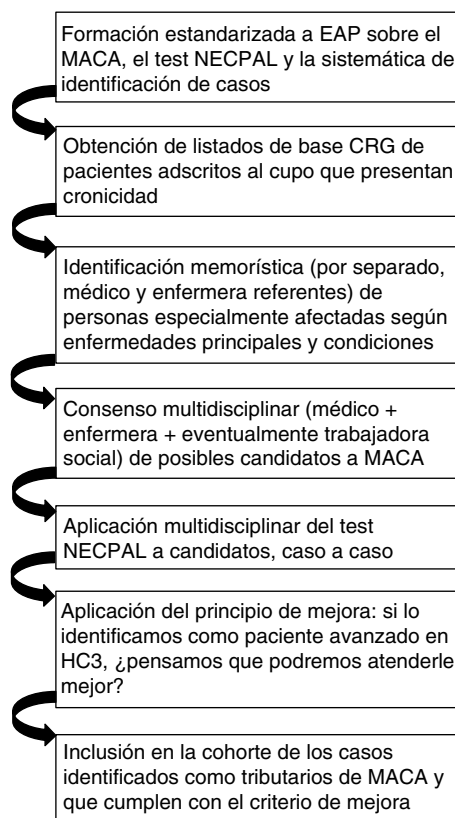 Formación estandarizada a EAP sobre el
MACA, el test NECPAL y la sistemática de
identificación de casos
Obtención de listados de base CRG de
pacientes adscritos al cupo que presentan
cronicidad
Identificación memorística (por separado,
médico y enfermera referentes) de
personas especialmente afectadas según
enfermedades principales y condiciones
Consenso multidisciplinar (médico +
enfermera + eventualmente trabajadora
social) de posibles candidatos a MACA
Aplicación multidisciplinar del test
NECPAL a candidatos, caso a caso
Aplicación del principio de mejora: si lo
identificamos como paciente avanzado en
HC3, ¿pensamos que podremos atenderle
mejor?
Inclusión en la cohorte de los casos
identificados como tributarios de MACA y
que cumplen con el criterio de mejora